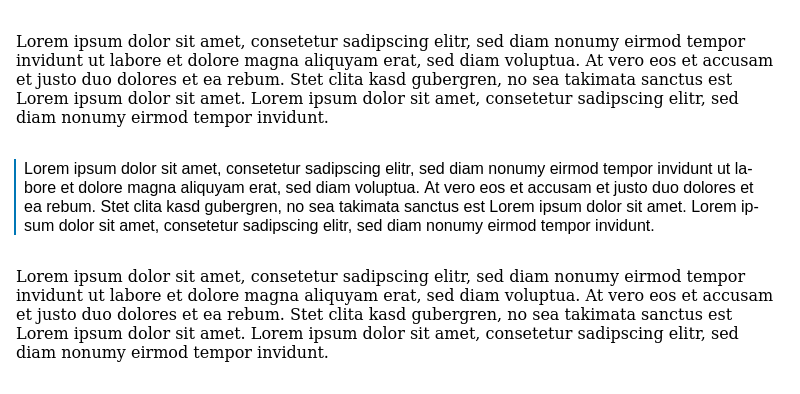 Lorem ipsum dolor sit amet, consetetur sadipscing elitr, sed diam nonumy eirmod tempor
invidunt ut labore et dolore magna aliquyam erat, sed diam voluptua. At vero eos et accusam
et justo duo dolores et ea rebum. Stet clita kasd gubergren, no sea takimata sanctus est
Lorem ipsum dolor sit amet. Lorem ipsum dolor sit amet, consetetur sadipscing elitr, sed
diam nonumy eirmod tempor invidunt.
Lorem ipsum dolor sit amet, consetetur sadipscing elitr, sed diam nonumy eirmod tempor invidunt ut la-
bore et dolore magna aliquyam erat, sed diam voluptua. At vero eos et accusam et justo duo dolores et
ea rebum. Stet clita kasd gubergren, no sea takimata sanctus est Lorem ipsum dolor sit amet. Lorem ip-
sum dolor sit amet, consetetur sadipscing elitr, sed diam nonumy eirmod tempor invidunt.
Lorem ipsum dolor sit amet, consetetur sadipscing elitr, sed diam nonumy eirmod tempor
invidunt ut labore et dolore magna aliquyam erat, sed diam voluptua. At vero eos et accusam
et justo duo dolores et ea rebum. Stet clita kasd gubergren, no sea takimata sanctus est
Lorem ipsum dolor sit amet. Lorem ipsum dolor sit amet, consetetur sadipscing elitr, sed
diam nonumy eirmod tempor invidunt.